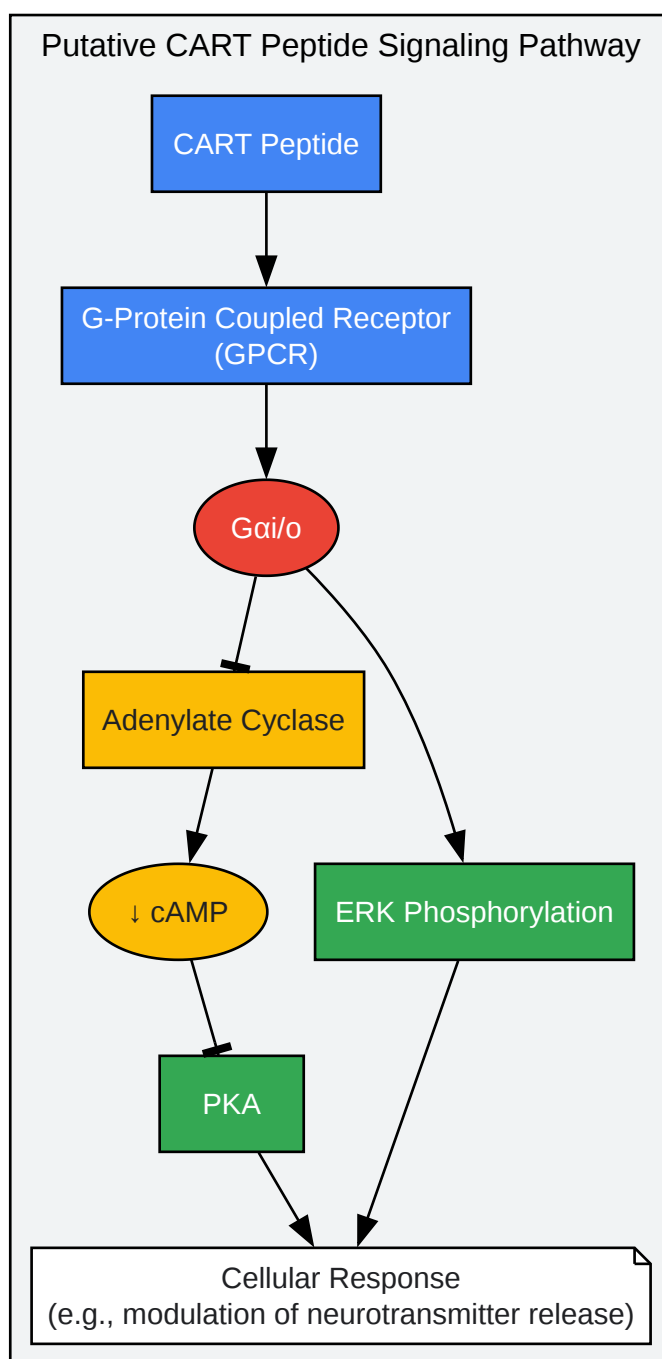 Putative CART Peptide Signaling Pathway
CART Peptide
G-Protein Coupled Receptor
(GPCR)
Gαi/o
Adenylate Cyclase
↓ cAMP
ERK Phosphorylation
PKA
Cellular Response
(e.g., modulation of neurotransmitter release)